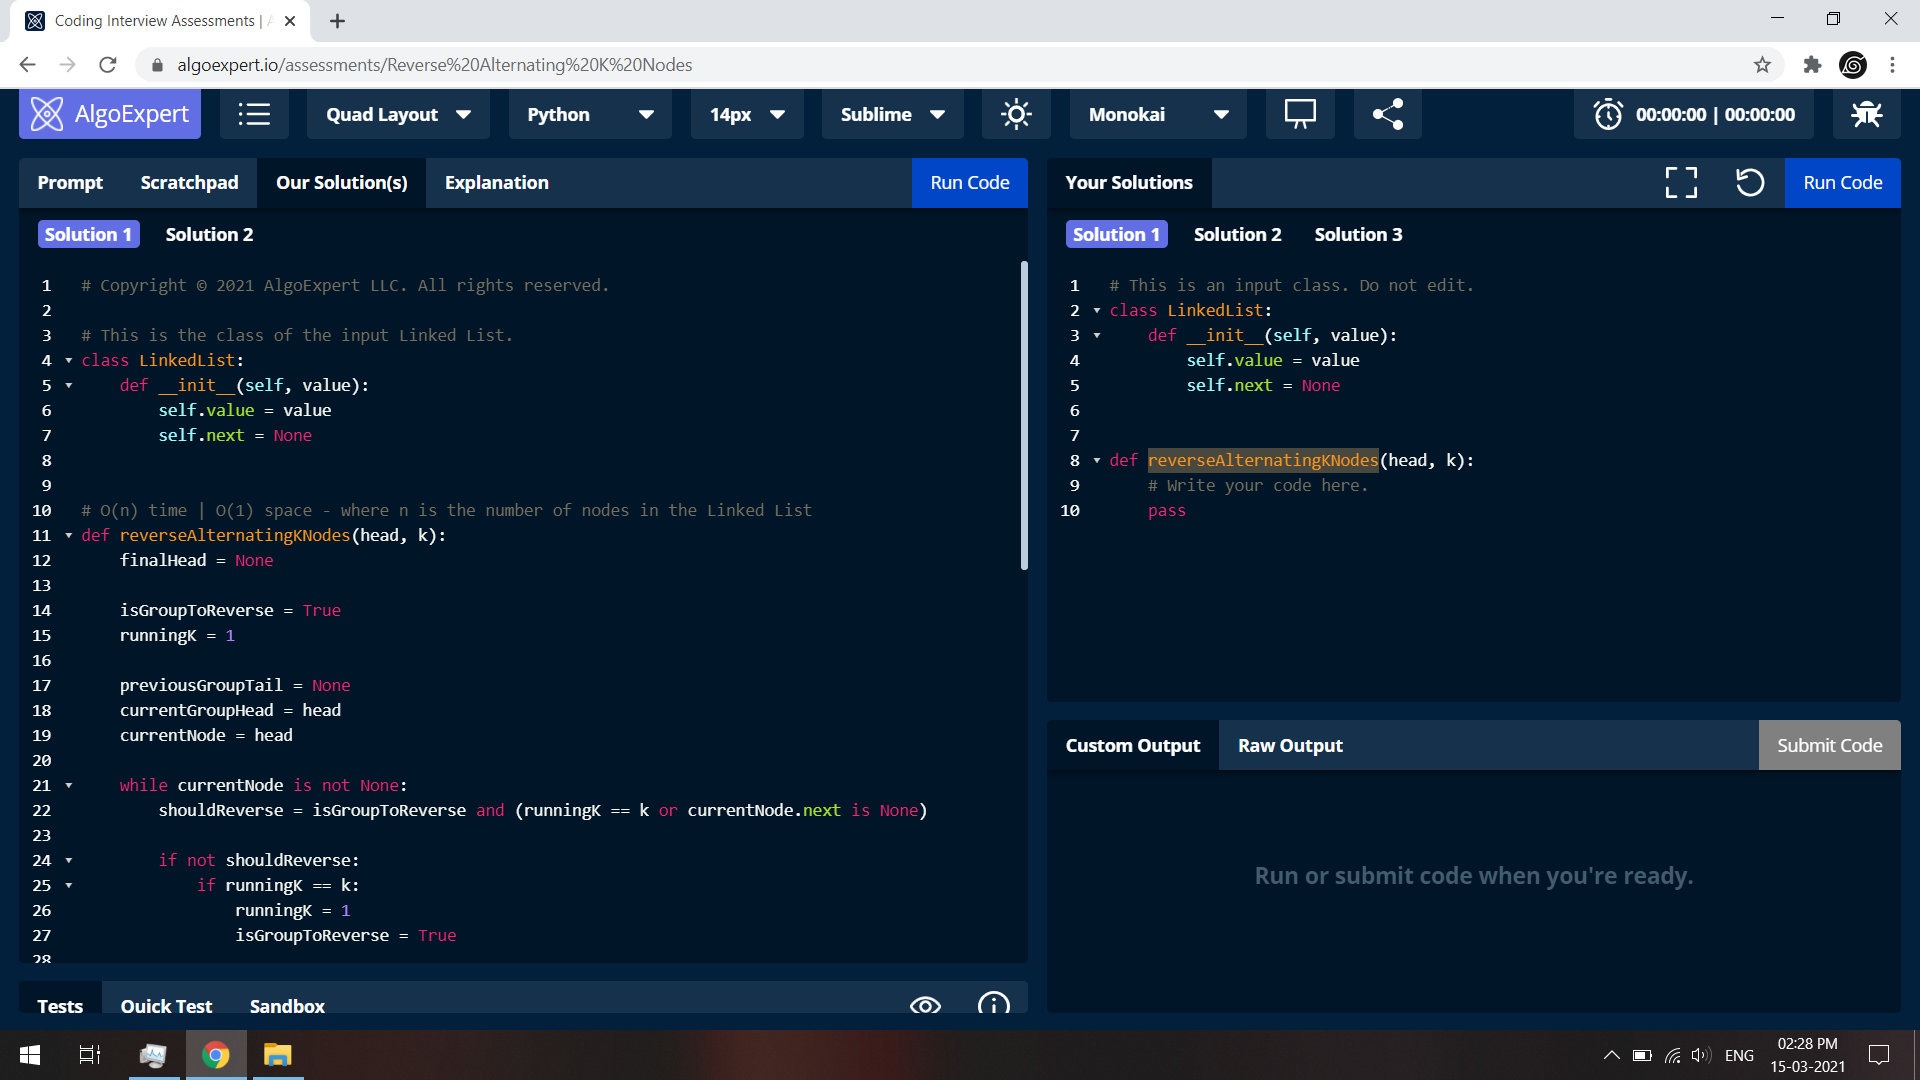 Coding Interview Assessments |
algoexpert.io/assessments/Reverse%20Alternating%20K%20Nodes
AlgoExpert
Quad Layout
Python
14px
Sublime
Monokai
00:00:00 | 00:00:00
Prompt
Scratchpad
Our Solution(s)
Explanation
Run Code
Solution 1
Solution 2
1 # Copyright © 2021 AlgoExpert LLC. All rights reserved.
2
3 # This is the class of the input Linked List.
4 class LinkedList:
5 def __init__(self, value):
6 self.value = value
7 self.next = None
8
9
10 # O(n) time | O(1) space - where n is the number of nodes in the Linked List
11 def reverseAlternatingKNodes(head, k):
12 finalHead = None
13
14 isGroupToReverse = True
15 runningK = 1
16
17 previousGroupTail = None
18 currentGroupHead = head
19 currentNode = head
20
21 while currentNode is not None:
22 shouldReverse = isGroupToReverse and (runningK == k or currentNode.next is None)
23
24 if not shouldReverse:
25 if runningK == k:
26 runningK = 1
27 isGroupToReverse = True
28
Tests
Quick Test
Sandbox
Your Solutions
Run Code
Solution 1
Solution 2
Solution 3
1 # This is an input class. Do not edit.
2 class LinkedList:
3 def __init__(self, value):
4 self.value = value
5 self.next = None
6
7
8 def reverseAlternatingKNodes(head, k):
9 # Write your code here.
10 pass
Custom Output
Raw Output
Submit Code
Run or submit code when you're ready.
ENG
02:28 PM
15-03-2021